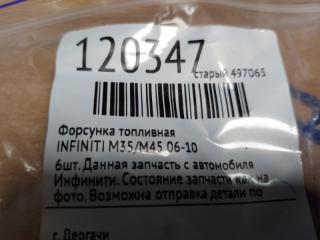 120347
старый 497063
Форсунка топливная
INFINITI M35/M45 06-10
6шт. Данная запчасть с автомобиля
Инфинити. Состояние запчасти как на
фото. Возможна отправка детали по
г. Дергачи